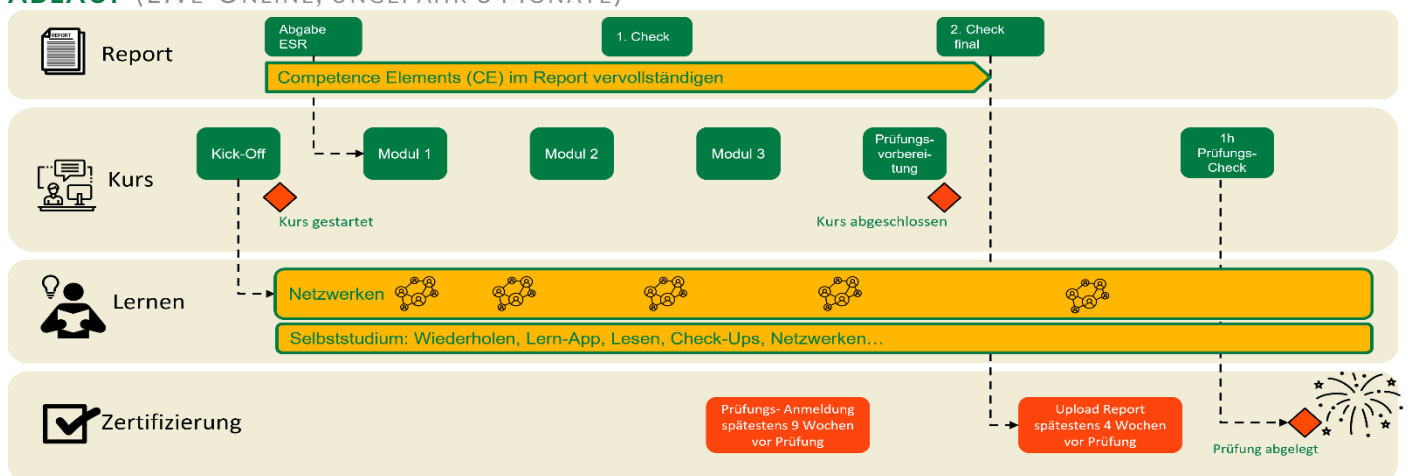 ABLAUF (LIVE-ONLINE, UNGEFÄHR 6 MONATE)
REPORT
Report
Abgabe
ESR
1. Check
2. Check
final
Competence Elements (CE) im Report vervollständigen
Kurs
Kick-Off
Modul 1
Modul 2
Modul 3
Prüfungs-
vorberei-
tung
1h
Prüfungs-
Check
Kurs gestartet
Kurs abgeschlossen
Lernen
Netzwerken
Selbststudium: Wiederholen, Lern-App, Lesen, Check-Ups, Netzwerken...
Zertifizierung
Prüfungs- Anmeldung
spätestens 9 Wochen
vor Prüfung
Upload Report
spätestens 4 Wochen
vor Prüfung
Prüfung abgelegt